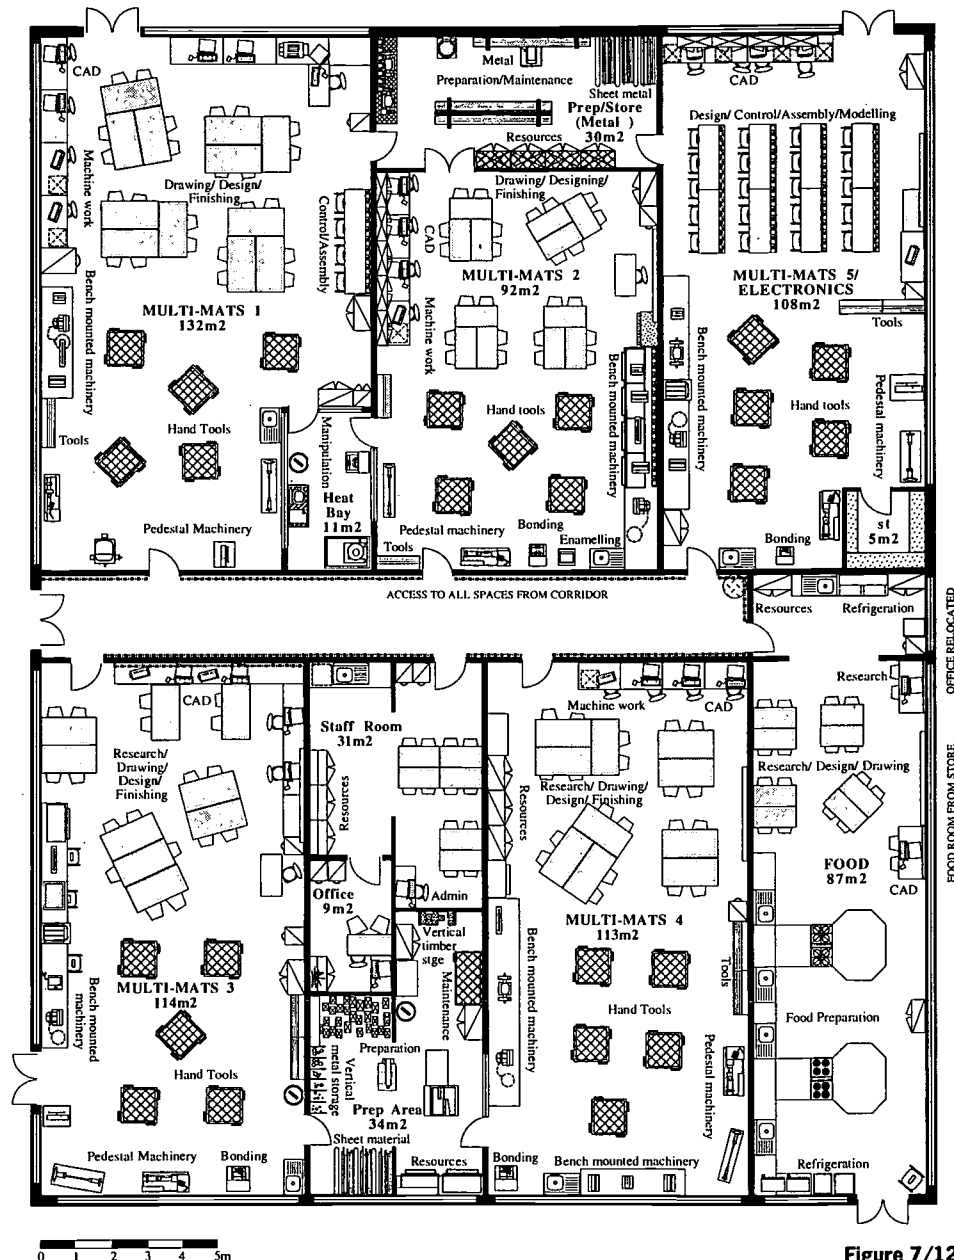 CAD
Machine work
Bench mounted machinery
Drawing/ Design/
Finishing
Control/Assembly
MULTI-MATS 1
132m2
Tools
Hand Tools
Pedestal Machinery
Manipulation
Heat
Bay
11m2
Metal
Preparation/Maintenance
Sheet metal
Prep/Store
(Metal )
30m2
Resources
Drawing/ Designing/
Finishing
CAD
MULTI-MATS 2
92m2
Machine work
Hand tools
Bench mounted machinery
Pedestal machinery
Bonding
Enamelling
Tools
CAD
Design/ Control/Assembly/Modelling
MULTI-MATS 5/
ELECTRONICS
108m2
Tools
Bench mounted machinery
Hand tools
Pedestal machinery
Bonding
st
5m2
ACCESS TO ALL SPACES FROM CORRIDOR
Resources
Refrigeration
OFFICE RELOCATED
FOOD ROOM FROM STORE
CAD
Research/
Drawing/
Design/
Finishing
MULTI-MATS 3
114m2
Bench mounted
machinery
Hand Tools
Pedestal Machinery
Bonding
Staff Room
31m2
Resources
Office
9m2
Admin
Vertical
timber
stge
Maintenance
Preparation
Vertical
metal storage
Prep Area
34m2
Sheet material
Resources
Machine work
CAD
Research/ Drawing/
Design/ Finishing
Resources
MULTI-MATS 4
113m2
Bench mounted machinery
Hand Tools
Tools
Pedestal machinery
Bonding
Bench mounted machinery
Research
Research/ Design/ Drawing
FOOD
87m2
CAD
Food Preparation
Refrigeration
0 1 2 3 4 5m
Figure 7/12